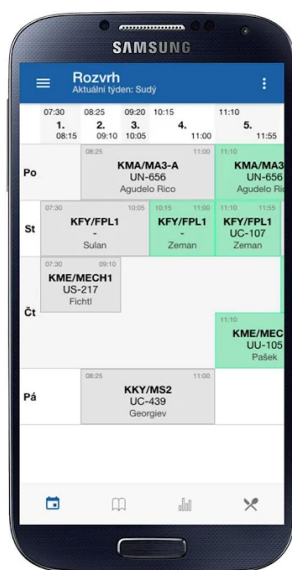 SAMSUNG
Rozvrh
Aktuální týden: Sudý
07:30 08:25 09:20 10:15 11:10
1. 2. 3. 4. 5.
08:15 09:10 10:05 11:00 11:55
Po
08:25 11:00
KMA/MA3-A
UN-656
Agudelo Rico
11:10
KMA/MA3
UN-656
Agudelo Ri
St
07:30 10:05
KFY/FPL1
-
Sulan
10:15 11:00
KFY/FPL1
-
Zeman
11:10 11:55
KFY/FPL1
UC-107
Zeman
Čt
07:30 09:10
KME/MECH1
US-217
Fichtl
11:10
KME/MEC
UU-105
Pašek
Pá
08:25 11:00
KKY/MS2
UC-439
Georgiev